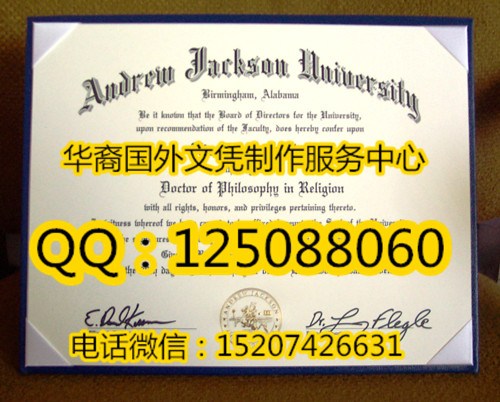 Andrew Jackson University
Birmingham, Alabama
Be it known that the Board of Directors for the University,
upon recommendation of the Faculty, does hereby confer upon
华裔国外文凭制作服务中心
Doctor of Philosophy in Religion
with all rights, honors, and privileges pertaining thereto.
QQ：125088060
Dr. L Flegle
电话微信：15207426631